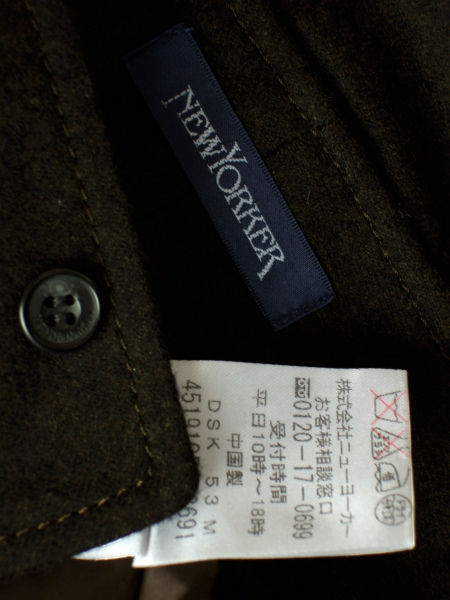 NEWYORKER
株式会社ニューヨーカー
お客様相談窓口
0120-17-0699
受付時間
平日10時～18時
中国製
DSK 53 M